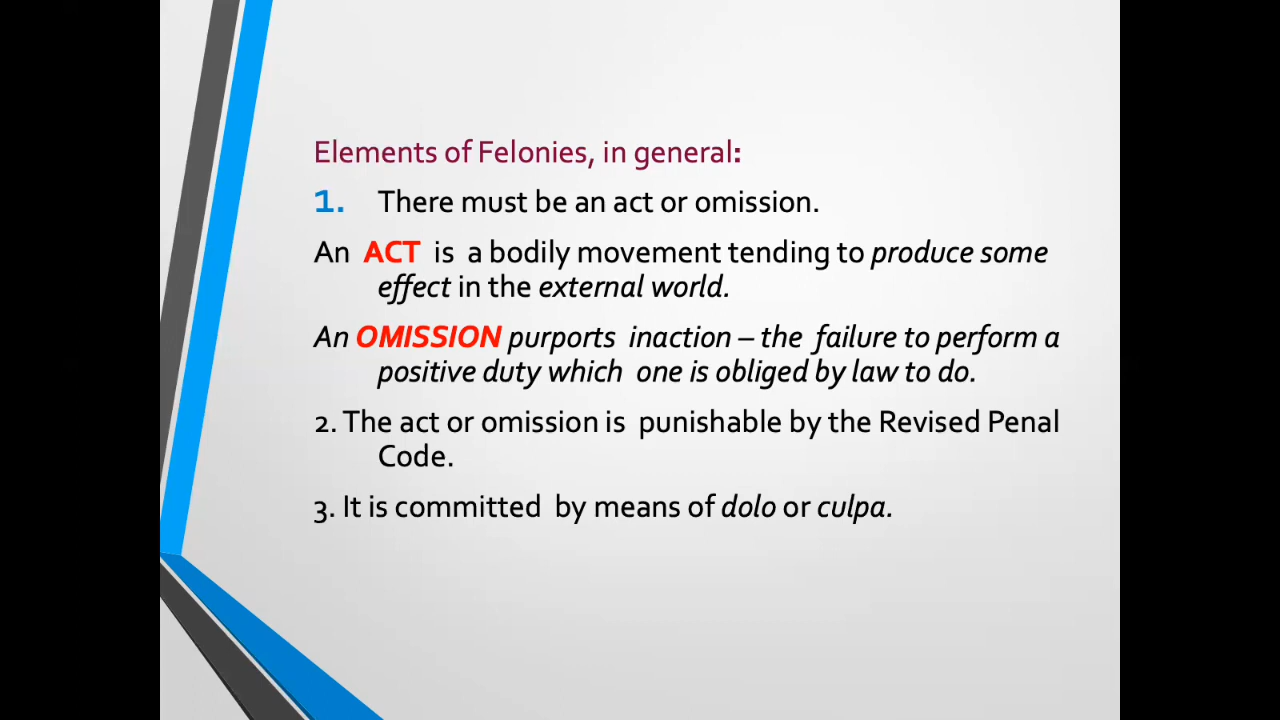 Elements of Felonies, in general:
1. There must be an act or omission.
An ACT is a bodily movement tending to produce some
effect in the external world.
An OMISSION purports inaction – the failure to perform a
positive duty which one is obliged by law to do.
2. The act or omission is punishable by the Revised Penal
Code.
3. It is committed by means of dolo or culpa.